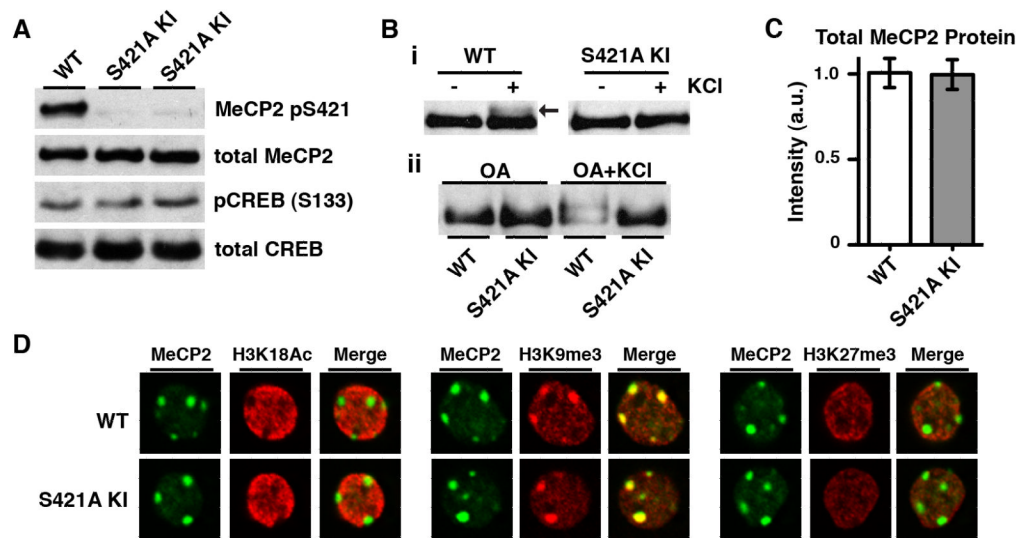 A
WT
S421A KI
S421A KI
MeCP2 pS421
total MeCP2
pCREB (S133)
total CREB
B
i
WT
S421A KI
- + - + KCl
ii
OA
OA+KCl
WT
S421A KI
WT
S421A KI
C
Total MeCP2 Protein
Intensity (a.u.)
1.0
0.5
0
WT
S421A KI
D
MeCP2 H3K18Ac Merge MeCP2 H3K9me3 Merge MeCP2 H3K27me3 Merge
WT
S421A KI